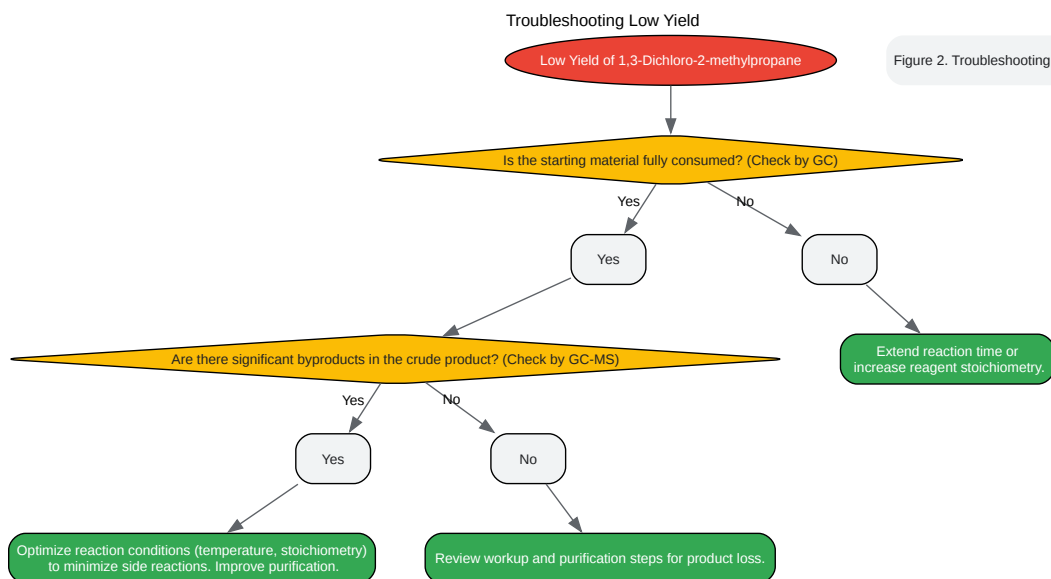 Troubleshooting Low Yield
Low Yield of 1,3-Dichloro-2-methylpropane
Figure 2. Troubleshooting
Is the starting material fully consumed? (Check by GC)
Yes
No
Yes
No
Are there significant byproducts in the crude product? (Check by GC-MS)
Extend reaction time or
increase reagent stoichiometry.
Yes
No
Yes
No
Optimize reaction conditions (temperature, stoichiometry)
to minimize side reactions. Improve purification.
Review workup and purification steps for product loss.